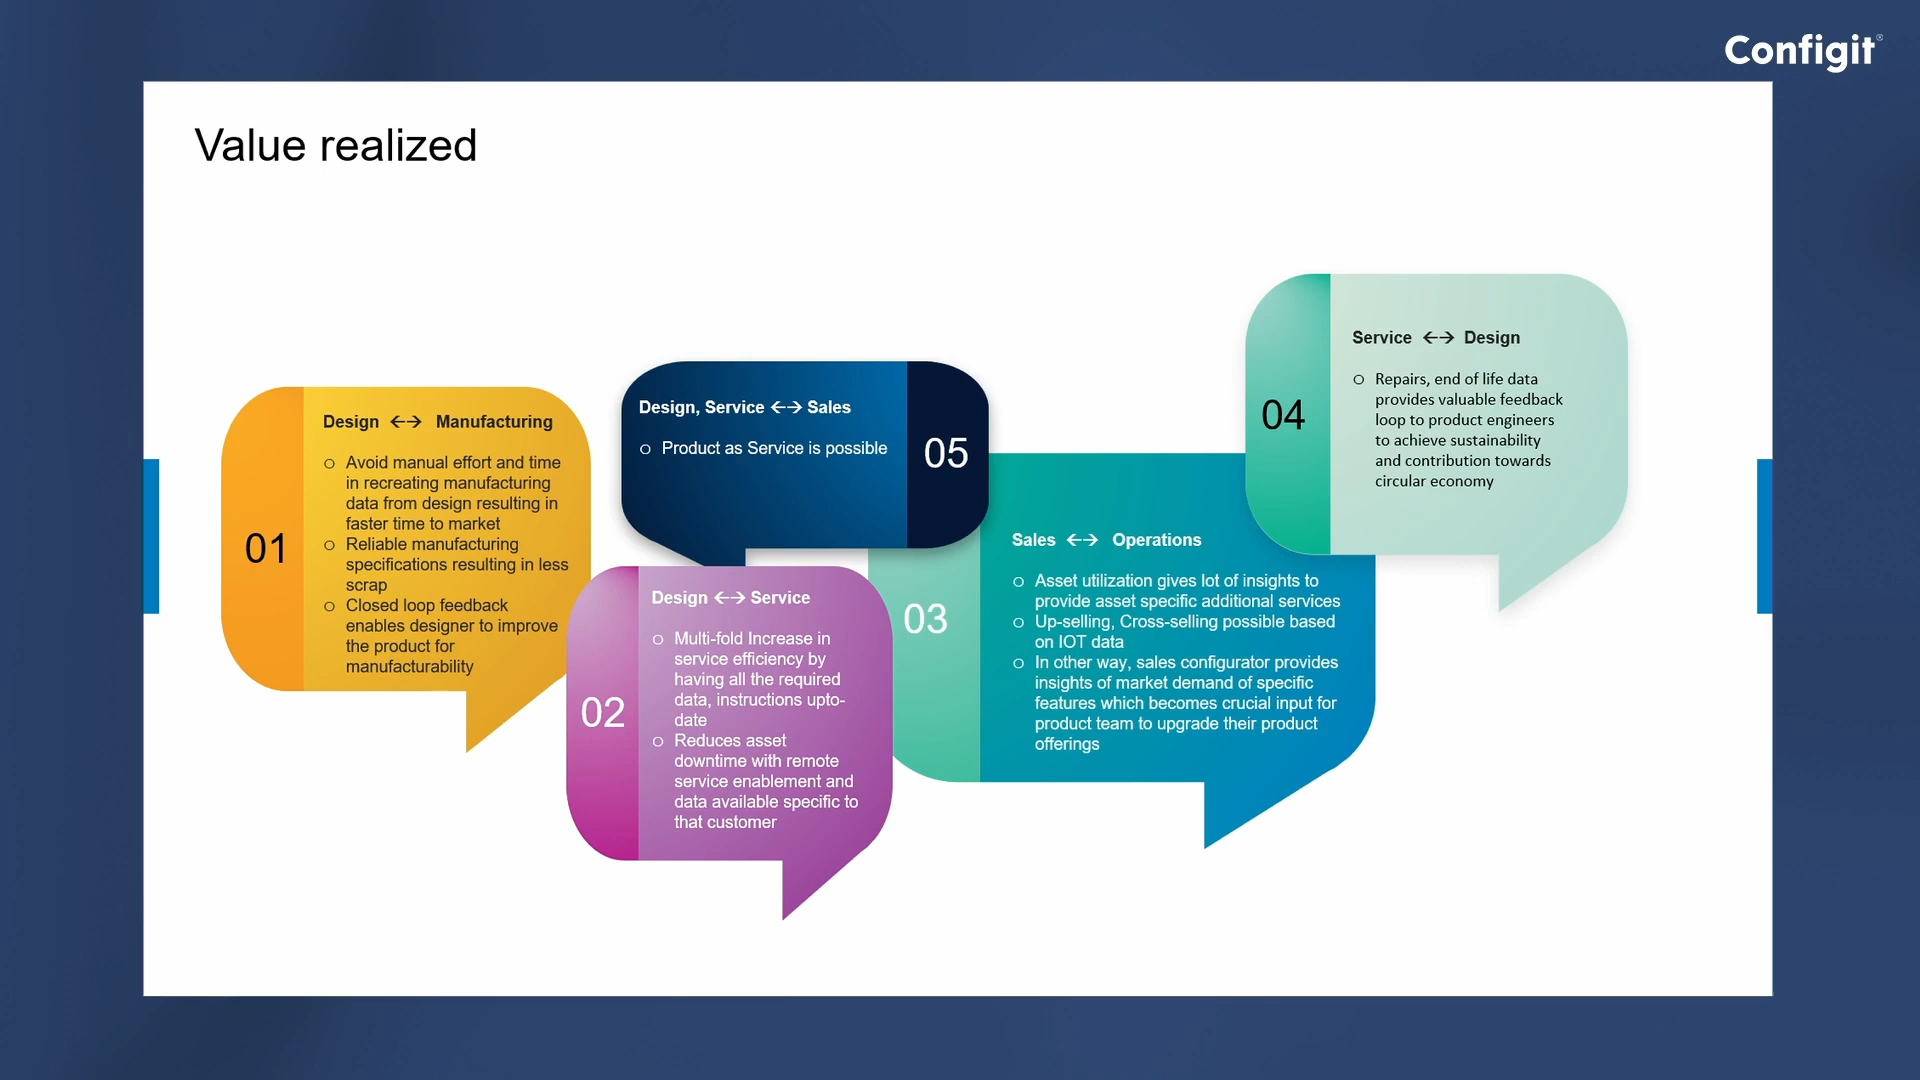 Configit®
Value realized
01
Design <-> Manufacturing
o Avoid manual effort and time
in recreating manufacturing
data from design resulting in
faster time to market
o Reliable manufacturing
specifications resulting in less
scrap
o Closed loop feedback
enables designer to improve
the product for
manufacturability
02
Design <-> Service
o Multi-fold Increase in
service efficiency by
having all the required
data, instructions upto-
date
o Reduces asset
downtime with remote
service enablement and
data available specific to
that customer
03
Sales <-> Operations
o Asset utilization gives lot of insights to
provide asset specific additional services
o Up-selling, Cross-selling possible based
on IOT data
o In other way, sales configurator provides
insights of market demand of specific
features which becomes crucial input for
product team to upgrade their product
offerings
04
Service <-> Design
o Repairs, end of life data
provides valuable feedback
loop to product engineers
to achieve sustainability
and contribution towards
circular economy
Design, Service <-> Sales
o Product as Service is possible
05